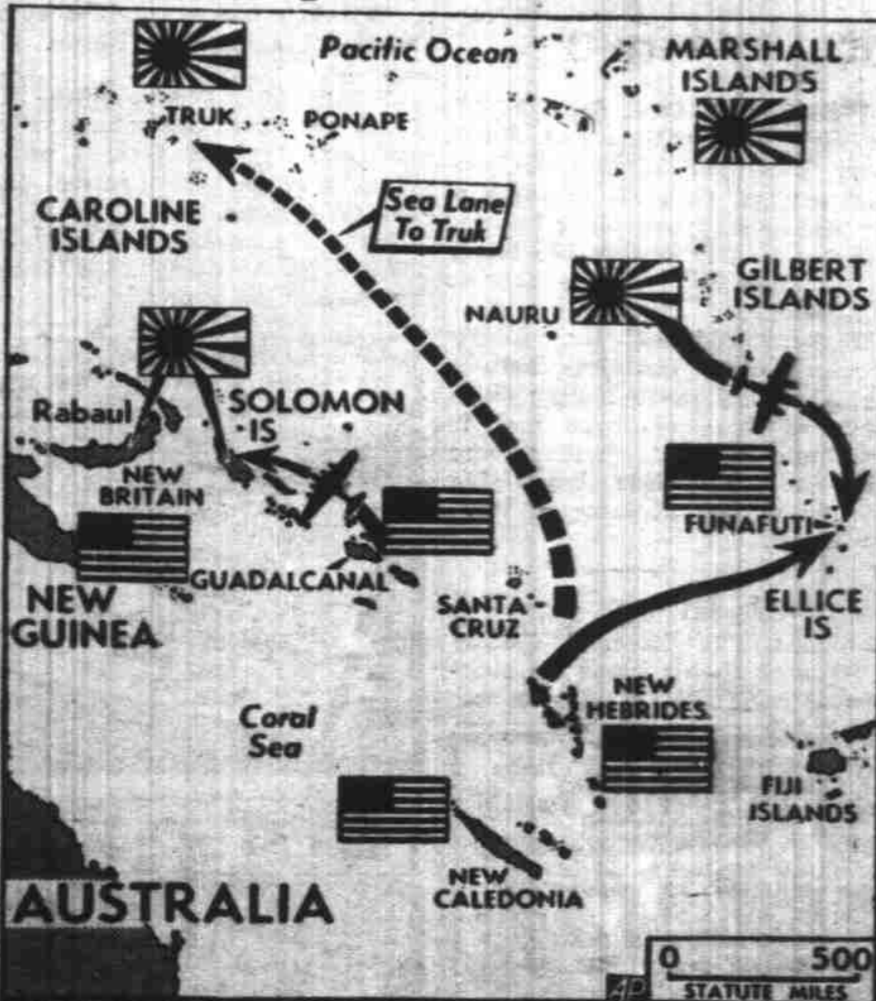 Pacific Ocean
MARSHALL
ISLANDS
TRUK
PONAPE
Sea Lane
To Truk
CAROLINE
ISLANDS
GILBERT
ISLANDS
NAURU
Rabaul
SOLOMON
IS
NEW
BRITAIN
FUNAFUTI
GUADALCANAL
NEW
GUINEA
SANTA
CRUZ
ELLICE
IS
NEW
HEBRIDES
Coral
Sea
FIJI
ISLANDS
NEW
CALEDONIA
AUSTRALIA
0 500
STATUTE MILES